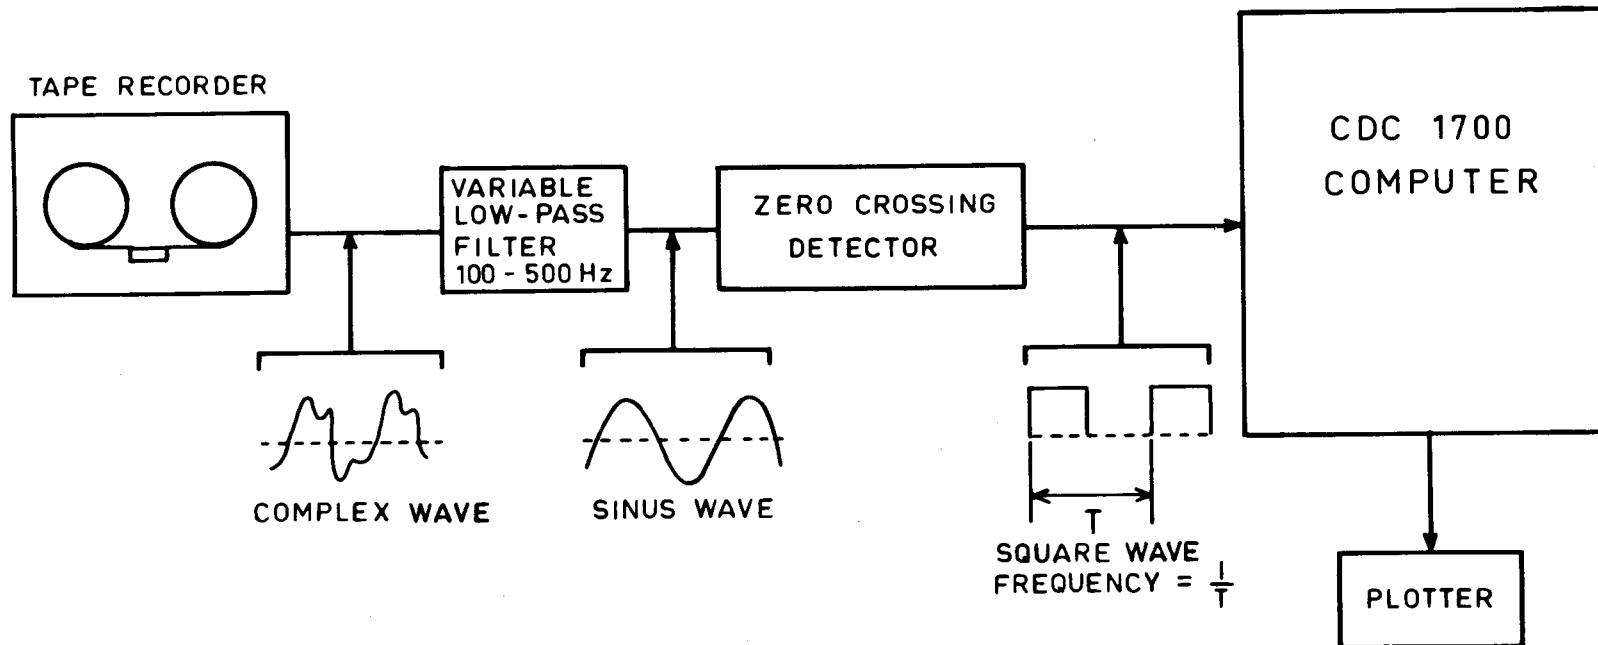 TAPE RECORDER
VARIABLE
LOW-PASS
FILTER
100 - 500 Hz
ZERO CROSSING
DETECTOR
CDC 1700
COMPUTER
COMPLEX WAVE
SINUS WAVE
T
SQUARE WAVE
FREQUENCY = 1/T
PLOTTER